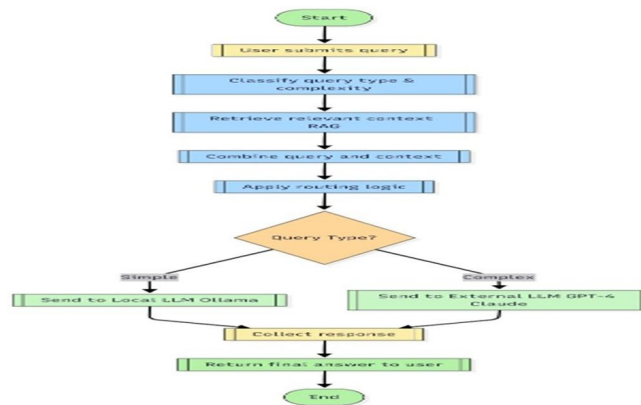 Start
User submits query
Classify query type &
complexity
Retrieve relevant context
RAG
Combine query and context
Apply routing logic
Query Type?
Simple
Complex
Send to Local LLM Ollama
Send to External LLM GPT-4
Claude
Collect response
Return final answer to user
End